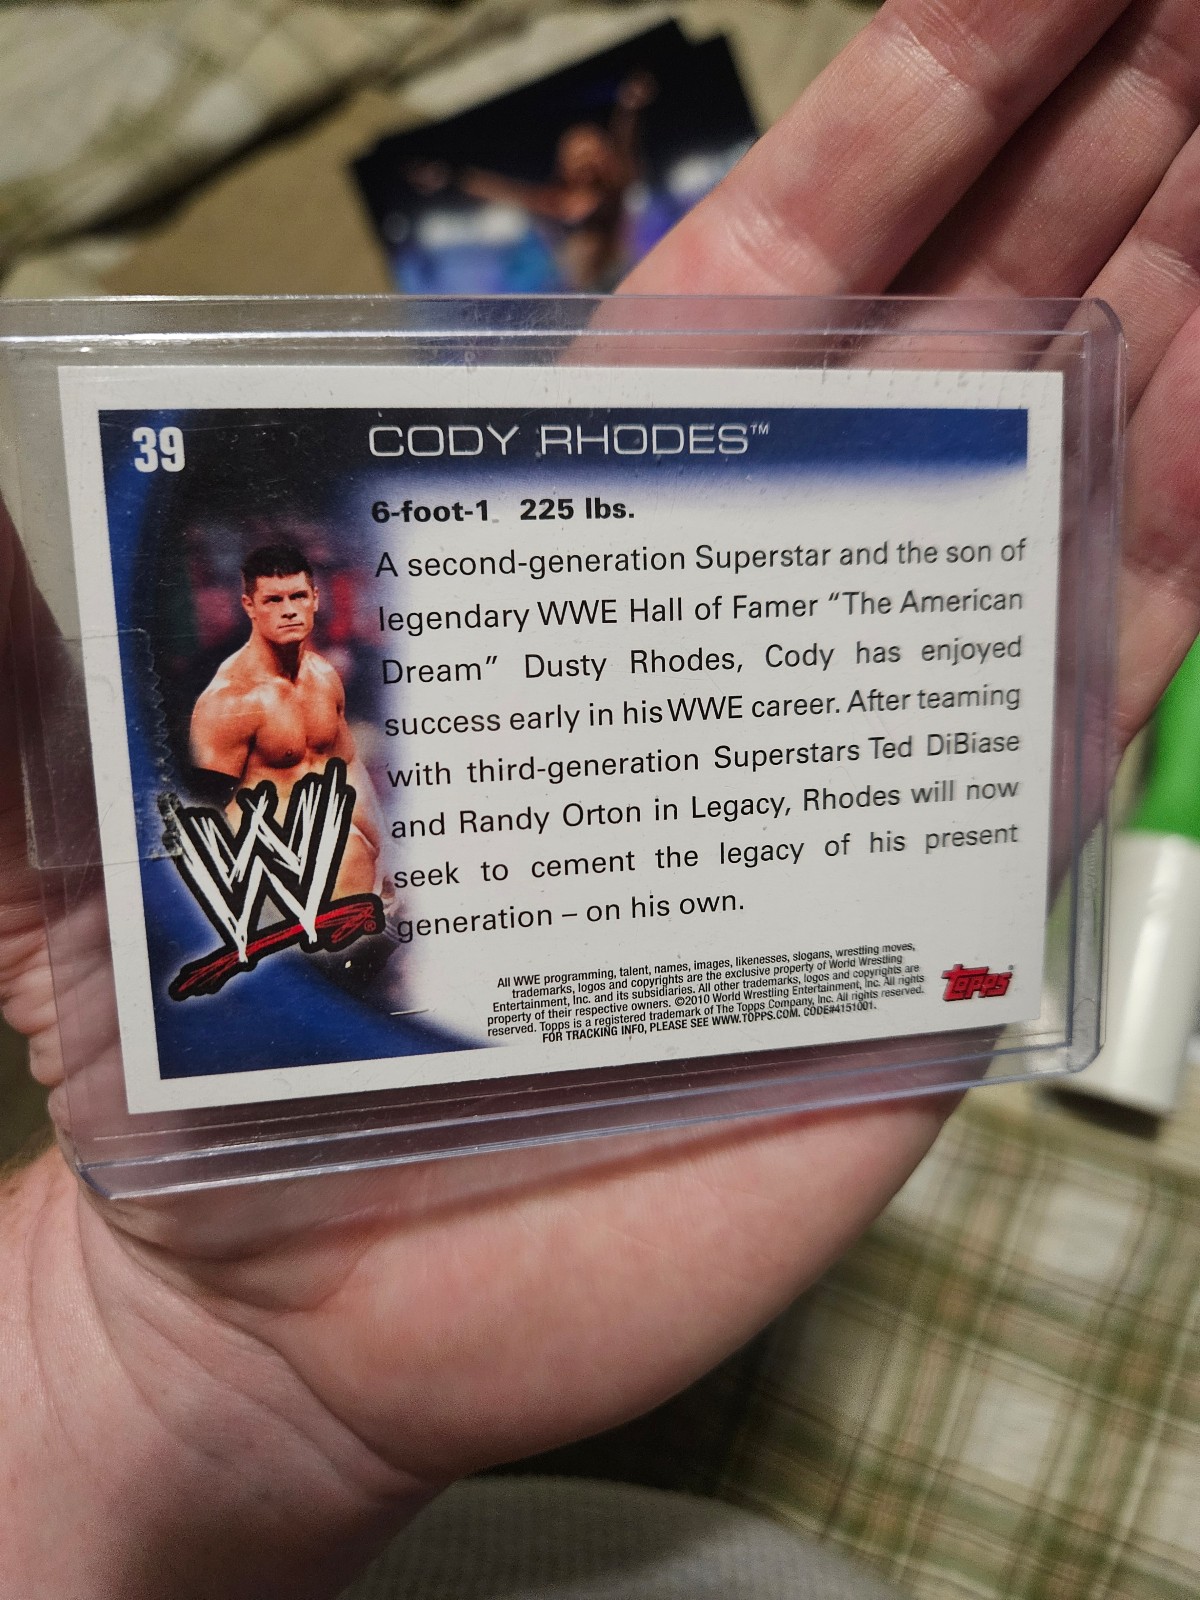 39
CODY RHODES™
6-foot-1 225 lbs.
A second-generation Superstar and the son of
legendary WWE Hall of Famer “The American
Dream” Dusty Rhodes, Cody has enjoyed
success early in his WWE career. After teaming
with third-generation Superstars Ted DiBiase
and Randy Orton in Legacy, Rhodes will now
seek to cement the legacy of his present
generation – on his own.
W®
All WWE programming, talent, names, images, likenesses, slogans, wrestling moves,
trademarks, logos and copyrights are the exclusive property of World Wrestling
Entertainment, Inc. and its subsidiaries. All other trademarks, logos and copyrights are
property of their respective owners. ©2010 World Wrestling Entertainment, Inc. All rights
reserved. Topps is a registered trademark of The Topps Company, Inc. All rights reserved.
FOR TRACKING INFO, PLEASE SEE WWW.TOPPS.COM. CODE#4151001.
topps®